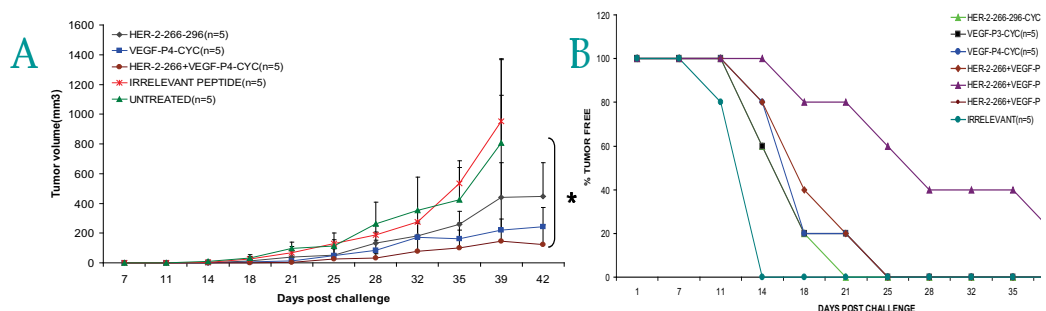 A
Tumor volume(mm3)
1600
1400
1200
1000
800
600
400
200
0
7 11 14 18 21 25 28 32 35 39 42
Days post challenge
HER-2-266-296(n=5)
VEGF-P4-CYC(n=5)
HER-2-266+VEGF-P4-CYC(n=5)
IRRELEVANT PEPTIDE(n=5)
UNTREATED(n=5)
*
B
% TUMOR FREE
120
100
80
60
40
20
0
1 7 11 14 18 21 25 28 32 35
DAYS POST CHALLENGE
HER-2-266-296-CYC
VEGF-P3-CYC(n=5)
VEGF-P4-CYC(n=5)
HER-2-266+VEGF-P
HER-2-266+VEGF-P
HER-2-266+VEGF-P
IRRELEVANT(n=5)